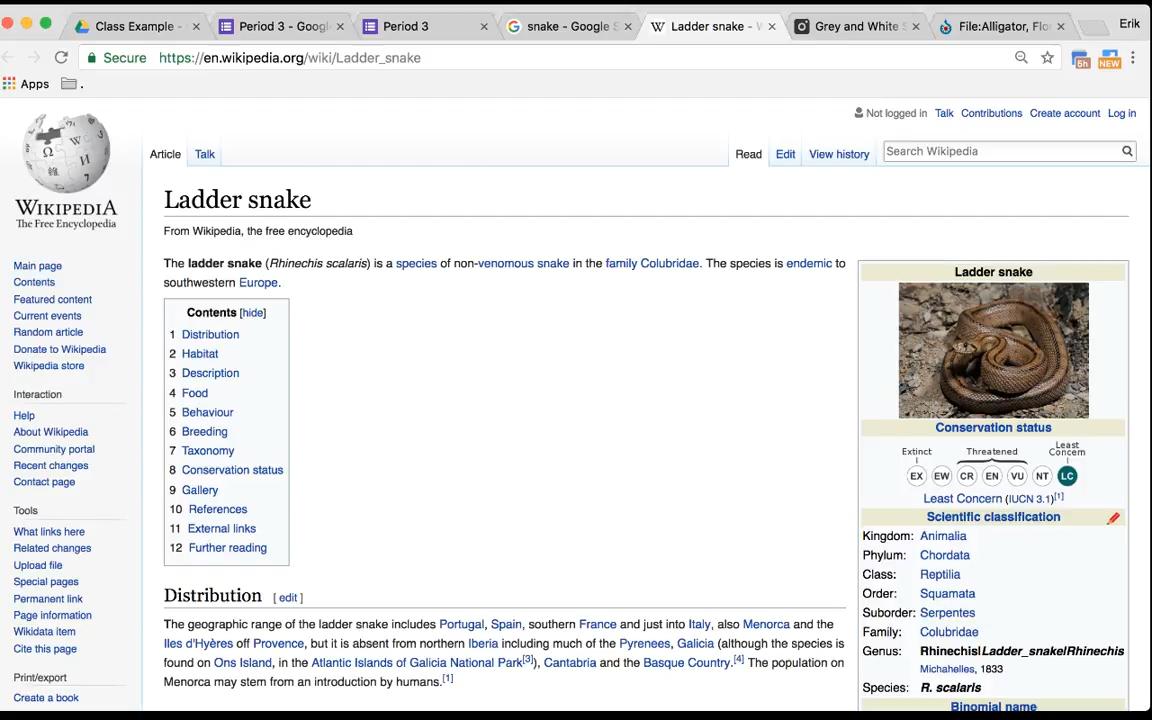 Class Example -
Period 3 - Google
Period 3
snake - Google S
Ladder snake - W
Grey and White S
File:Alligator, Flo
Erik
Secure https://en.wikipedia.org/wiki/Ladder_snake
5h
NEW
Apps .
Not logged in Talk Contributions Create account Log in
Article Talk Read Edit View history Search Wikipedia
WIKIPEDIA
The Free Encyclopedia
Main page
Contents
Featured content
Current events
Random article
Donate to Wikipedia
Wikipedia store
Interaction
Help
About Wikipedia
Community portal
Recent changes
Contact page
Tools
What links here
Related changes
Upload file
Special pages
Permanent link
Page information
Wikidata item
Cite this page
Print/export
Create a book
Ladder snake
From Wikipedia, the free encyclopedia
The ladder snake (Rhinechis scalaris) is a species of non-venomous snake in the family Colubridae. The species is endemic to
southwestern Europe.
Contents [hide]
1 Distribution
2 Habitat
3 Description
4 Food
5 Behaviour
6 Breeding
7 Taxonomy
8 Conservation status
9 Gallery
10 References
11 External links
12 Further reading
Distribution [ edit ]
The geographic range of the ladder snake includes Portugal, Spain, southern France and just into Italy, also Menorca and the
Iles d'Hyères off Provence, but it is absent from northern Iberia including much of the Pyrenees, Galicia (although the species is
found on Ons Island, in the Atlantic Islands of Galicia National Park[3]), Cantabria and the Basque Country.[4] The population on
Menorca may stem from an introduction by humans.[1]
Ladder snake
Conservation status
Extinct Threatened Least
Concern
EX EW CR EN VU NT LC
Least Concern (IUCN 3.1)[1]
Scientific classification
Kingdom: Animalia
Phylum: Chordata
Class: Reptilia
Order: Squamata
Suborder: Serpentes
Family: Colubridae
Genus: Rhinechis|Ladder_snake|Rhinechis
Michahelles, 1833
Species: R. scalaris
Binomial name